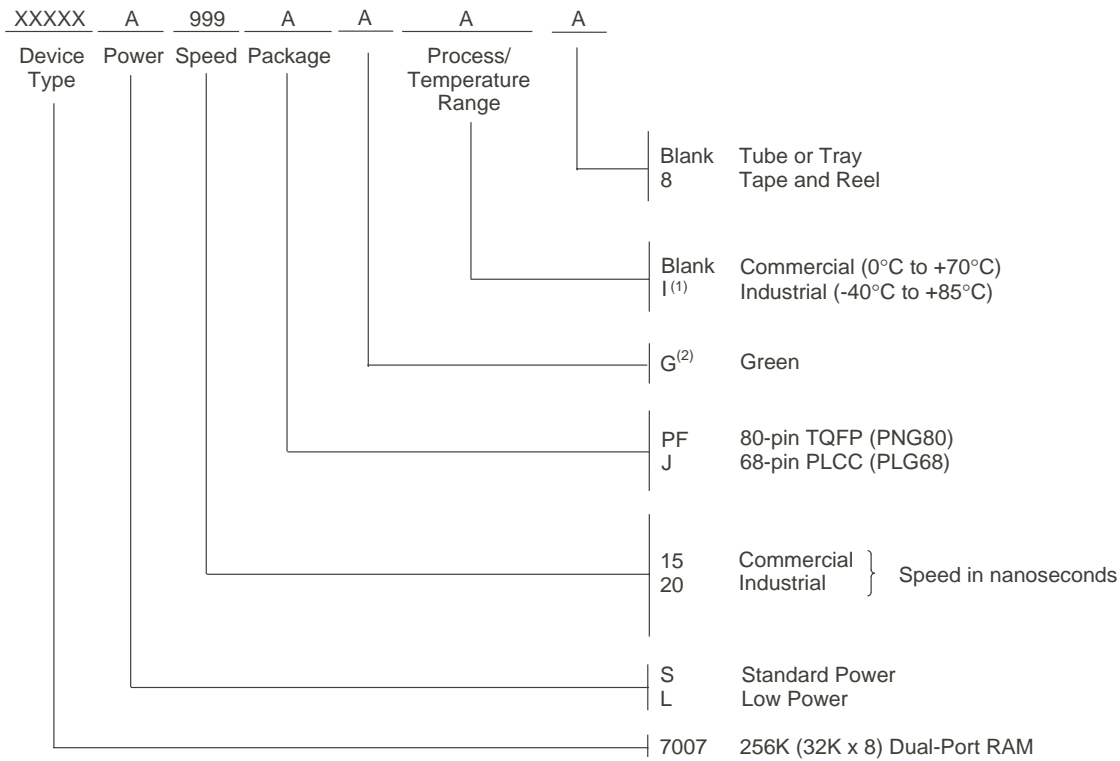 XXXXX A 999 A A A A
Device Type Power Speed Package Process/ Temperature Range
Blank Tube or Tray
8 Tape and Reel
Blank Commercial (0°C to +70°C)
I(1) Industrial (-40°C to +85°C)
G(2) Green
PF 80-pin TQFP (PNG80)
J 68-pin PLCC (PLG68)
15 Commercial
20 Industrial
Speed in nanoseconds
S Standard Power
L Low Power
7007 256K (32K x 8) Dual-Port RAM